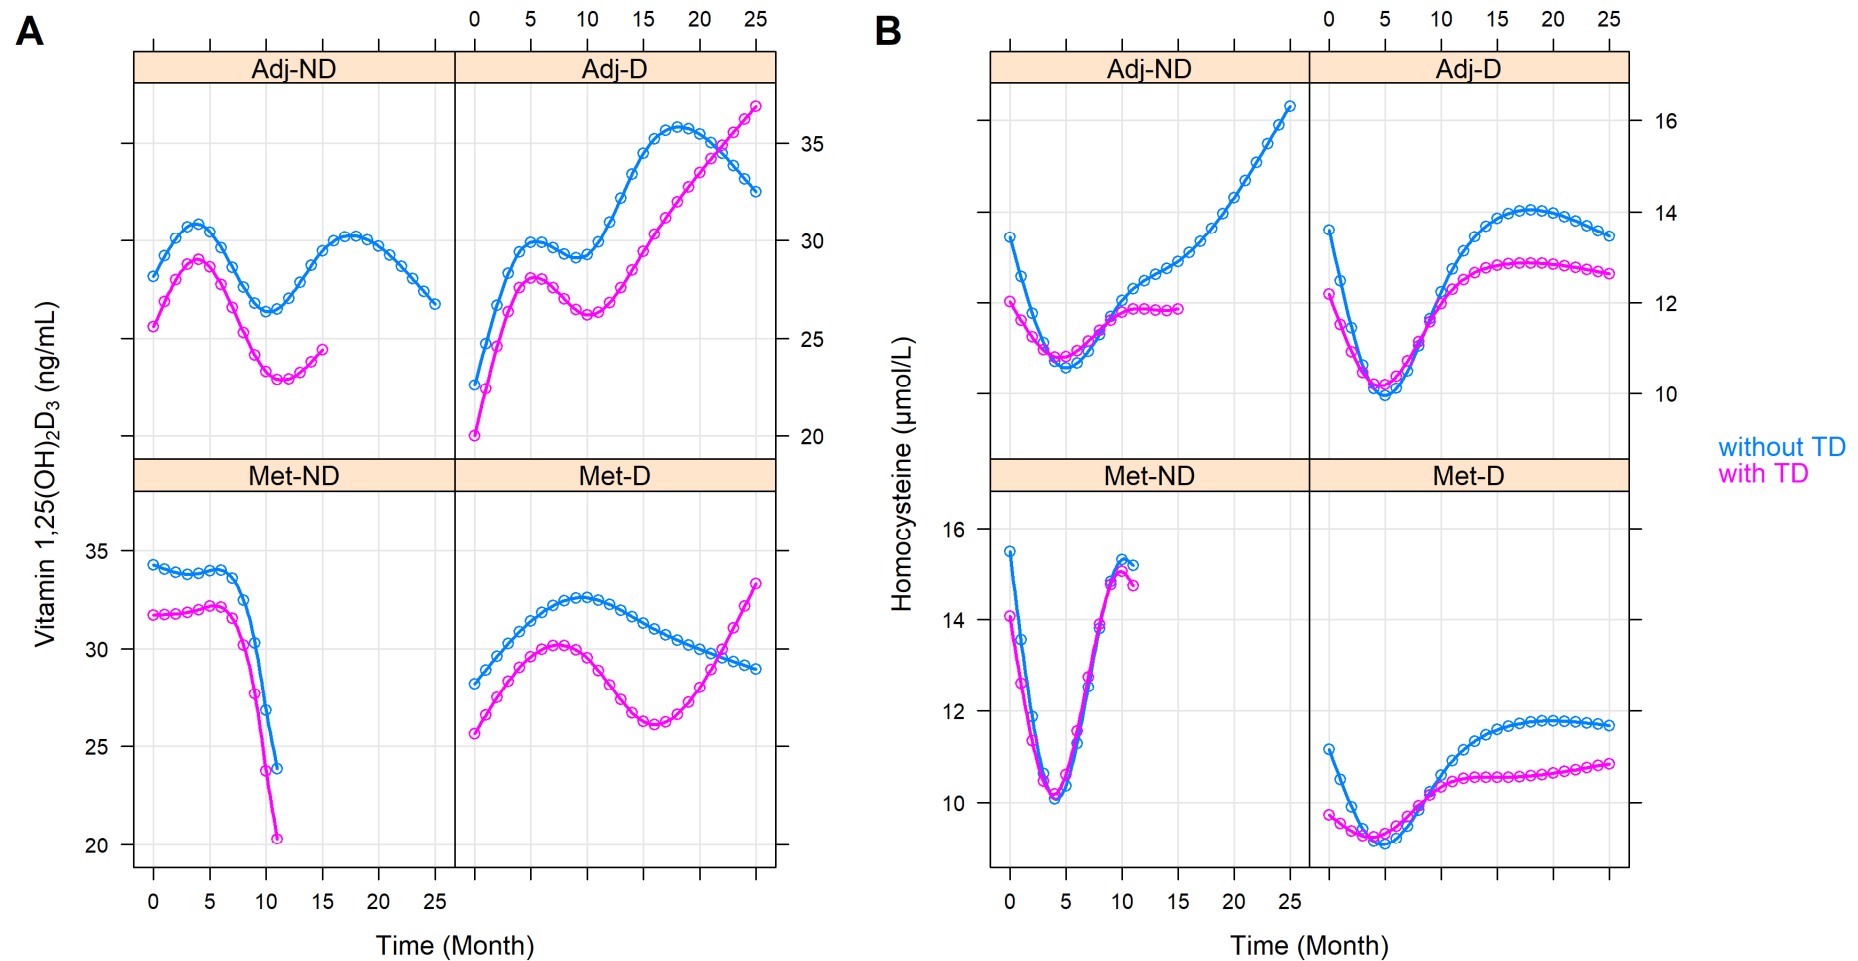 A
0 5 10 15 20 25
Adj-ND Adj-D
35
30
25
20
Met-ND Met-D
35
30
25
20
0 5 10 15 20 25
Time (Month)
Vitamin 1,25(OH)₂D₃ (ng/mL)
B
0 5 10 15 20 25
Adj-ND Adj-D
16
14
12
10
Met-ND Met-D
16
14
12
10
0 5 10 15 20 25
Time (Month)
Homocysteine (μmol/L)
without TD
with TD